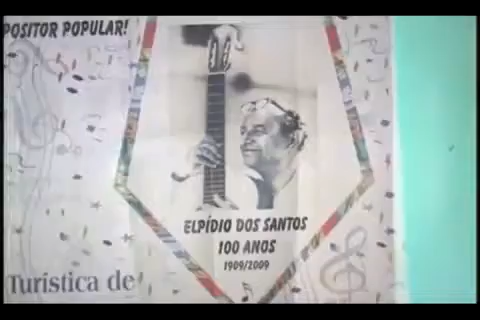 POSITOR POPULAR!
ELPÍDIO DOS SANTOS
100 ANOS
1909/2009
Turística de